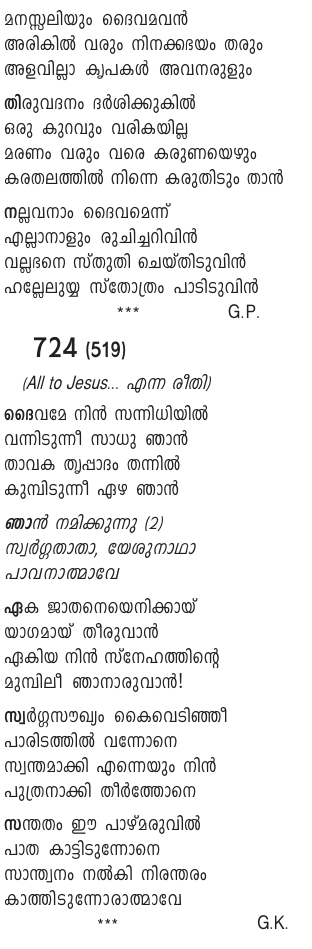 മനസ്സലിയും ദൈവമവൻ
അരികിൽ വരും നിനക്കഭയം തരും
അളവില്ലാ കൃപകൾ അവനരുളും
തിരുവദനം ദർശിക്കുകിൽ
ഒരു കുറവും വരികയില്ല
മരണം വരും വരെ കരുണയെഴും
കരതലത്തിൽ നിന്നെ കരുതിടും താൻ
നല്ലവനാം ദൈവമെന്ന്
എല്ലാനാളും രുചിച്ചറിവിൻ
വല്ലഭനെ സ്തുതി ചെയ്തിടുവിൻ
ഹല്ലേലുയ്യ സ്തോത്രം പാടിടുവിൻ
*** G.P.
724 (519)
(All to Jesus... എന്ന രീതി)
ദൈവമേ നിൻ സന്നിധിയിൽ
വന്നിടുന്നീ സാധു ഞാൻ
താവക തൃപ്പാദം തന്നിൽ
കുമ്പിടുന്നീ ഏഴ ഞാൻ
ഞാൻ നമിക്കുന്നു (2)
സ്വർഗ്ഗതാതാ, യേശുനാഥാ
പാവനാത്മാവേ
ഏക ജാതനെയെനിക്കായ്
യാഗമായ് തീരുവാൻ
ഏകിയ നിൻ സ്നേഹത്തിന്റെ
മുമ്പിലീ ഞാനാരുവാൻ!
സ്വർഗ്ഗസൗഖ്യം കൈവെടിഞ്ഞീ
പാരിടത്തിൽ വന്നോനെ
സ്വന്തമാക്കി എന്നെയും നിൻ
പുത്രനാക്കി തീർത്തോനെ
സന്തതം ഈ പാഴ്മരുവിൽ
പാത കാട്ടിടുന്നോനെ
സാന്ത്വനം നൽകി നിരന്തരം
കാത്തിടുന്നോരാത്മാവേ
*** G.K.